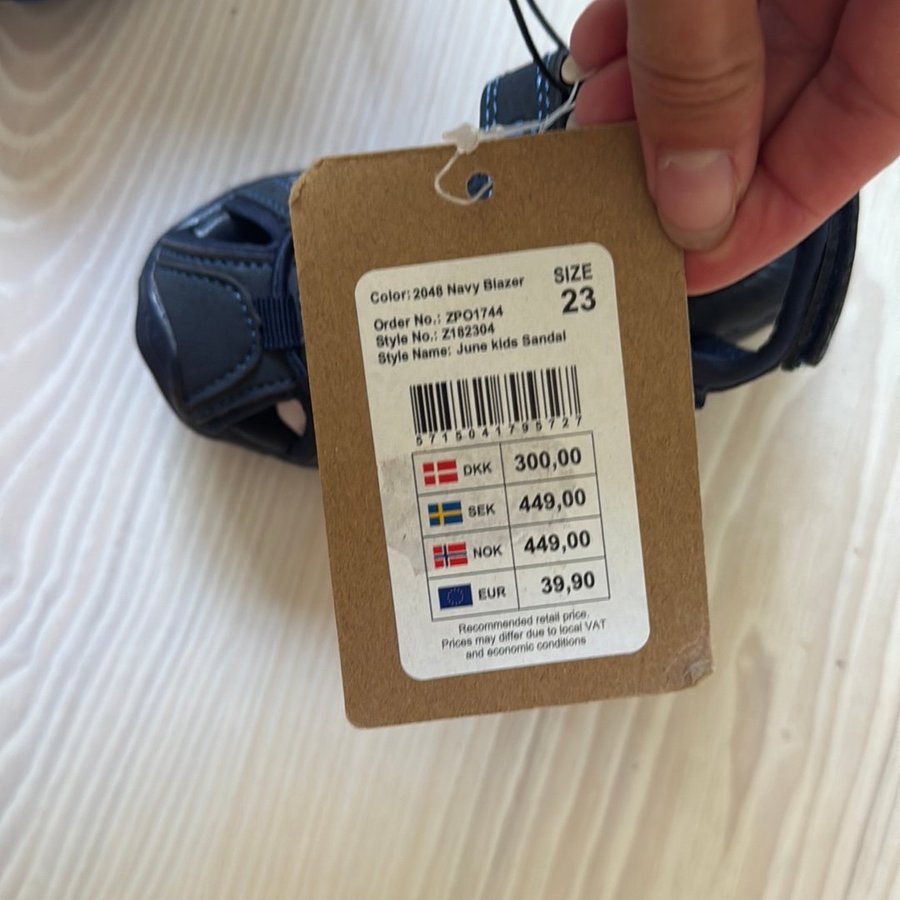 Color: 2048 Navy Blazer
SIZE
23
Order No.: ZPO1744
Style No.: Z182304
Style Name: June kids Sandal
5715041795727
DKK 300,00
SEK 449,00
NOK 449,00
EUR 39,90
Recommended retail price.
Prices may differ due to local VAT
and economic conditions